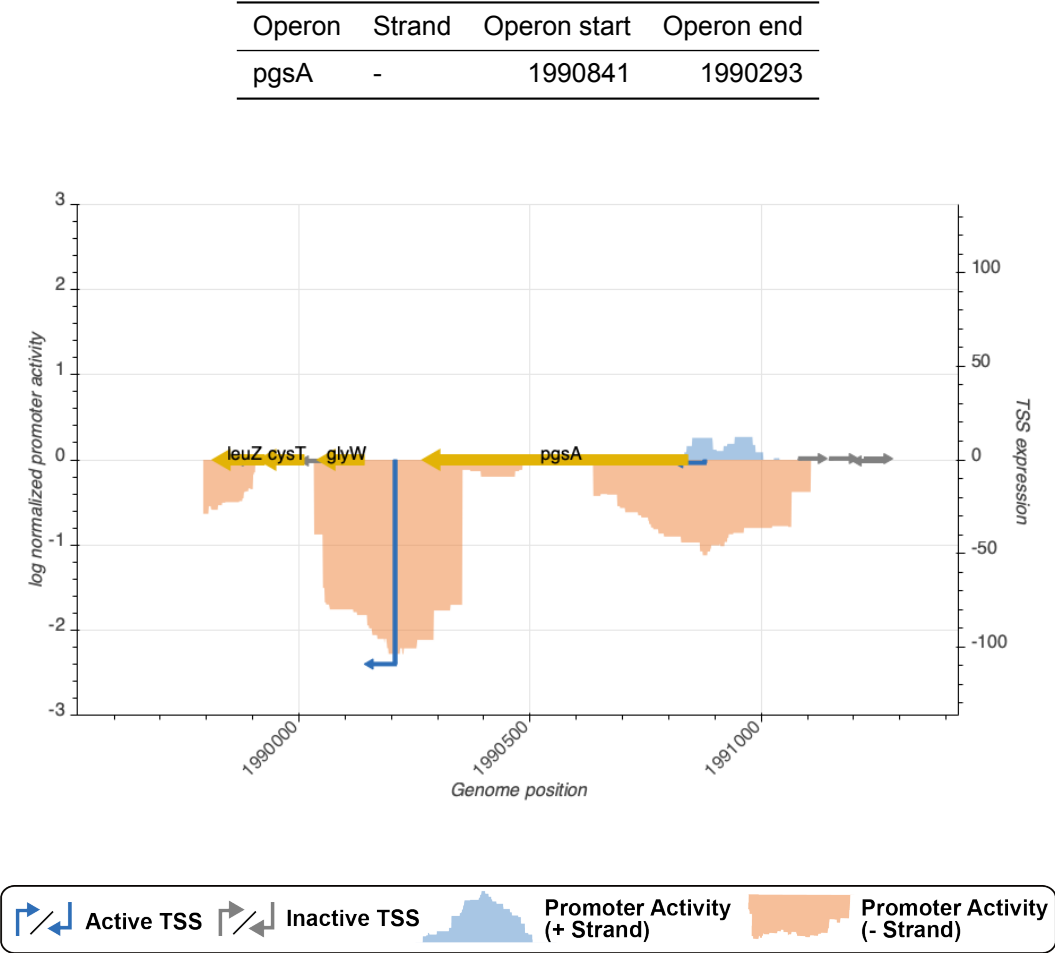 Operon Strand Operon start Operon end
pgsA - 1990841 1990293
3
2
1
0
-1
-2
-3
log normalized promoter activity
100
50
0
-50
-100
TSS expression
leuZ cysT glyW pgsA
1990000 1990500 1991000
Genome position
Active TSS
Inactive TSS
Promoter Activity
(+ Strand)
Promoter Activity
(- Strand)